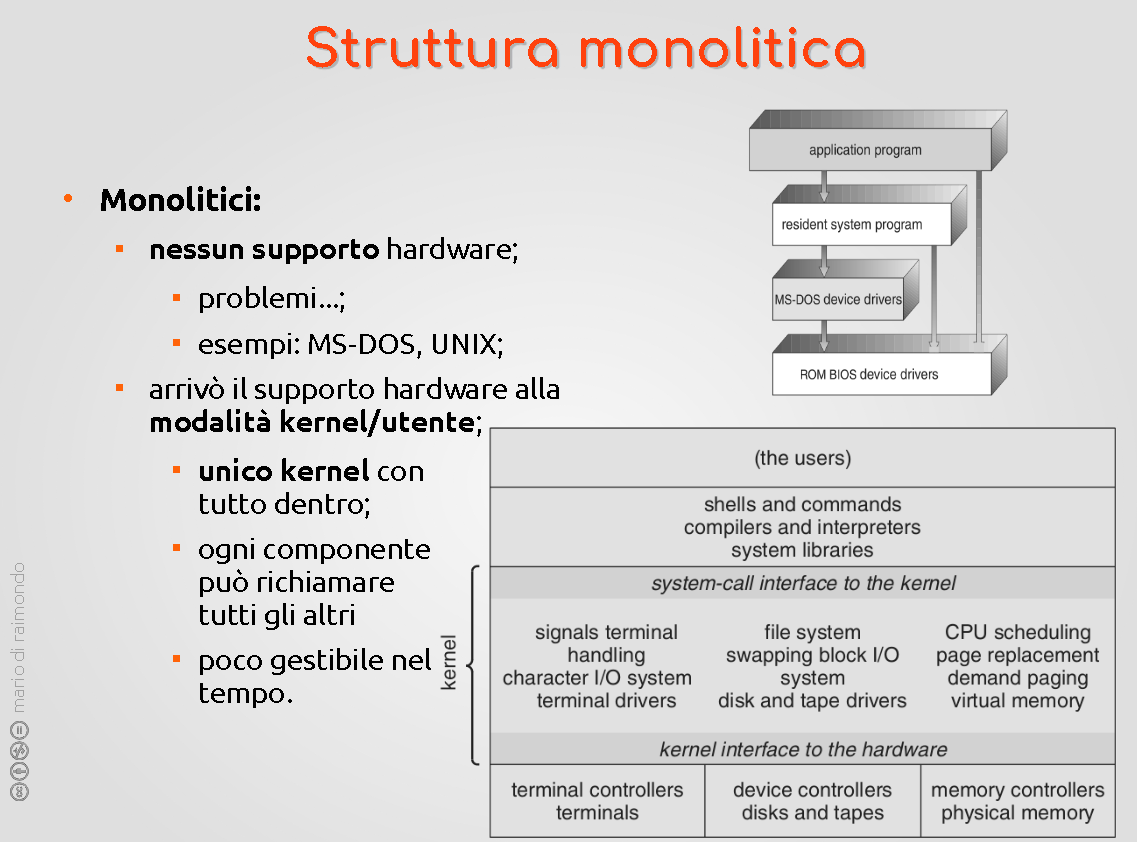 Struttura monolitica
Monolitici:
nessun supporto hardware;
problemi...;
esempi: MS-DOS, UNIX;
arrivò il supporto hardware alla
modalità kernel/utente;
unico kernel con
tutto dentro;
ogni componente
può richiamare
tutti gli altri
poco gestibile nel
tempo.
application program
resident system program
MS-DOS device drivers
ROM BIOS device drivers
(the users)
shells and commands
compilers and interpreters
system libraries
system-call interface to the kernel
kernel
signals terminal
handling
character I/O system
terminal drivers
file system
swapping block I/O
system
disk and tape drivers
CPU scheduling
page replacement
demand paging
virtual memory
kernel interface to the hardware
terminal controllers
terminals
device controllers
disks and tapes
memory controllers
physical memory
mario di raimondo